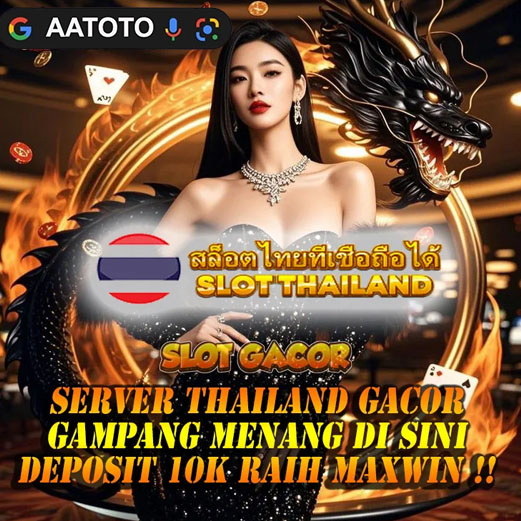 AATOTO
สล็อตไทยที่เชื่อถือได้
SLOT THAILAND
SLOT GACOR
SERVER THAILAND GACOR
GAMPANG MENANG DI SINI
DEPOSIT 10K RAIH MAXWIN !!